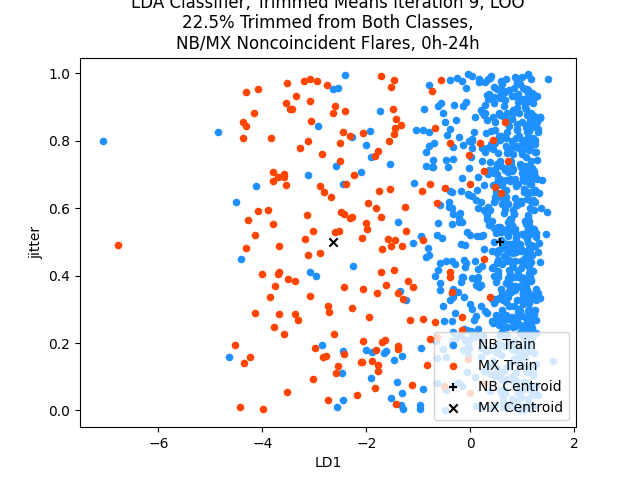 LDA Classifier, Trimmed Means Iteration 9, LOO
22.5% Trimmed from Both Classes,
NB/MX Noncoincident Flares, 0h-24h
1.0
0.8
0.6
0.4
0.2
0.0
jitter
−6
−4
−2
0
2
LD1
NB Train
MX Train
NB Centroid
MX Centroid